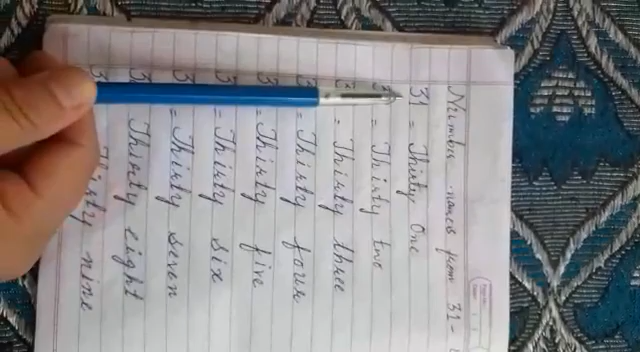 Number names from 31-
31 = Thirty One
= Thirty two
= Thirty three
= Thirty four
= Thirty five
= Thirty six
= Thirty seven
Thirty eight
Thirty nine